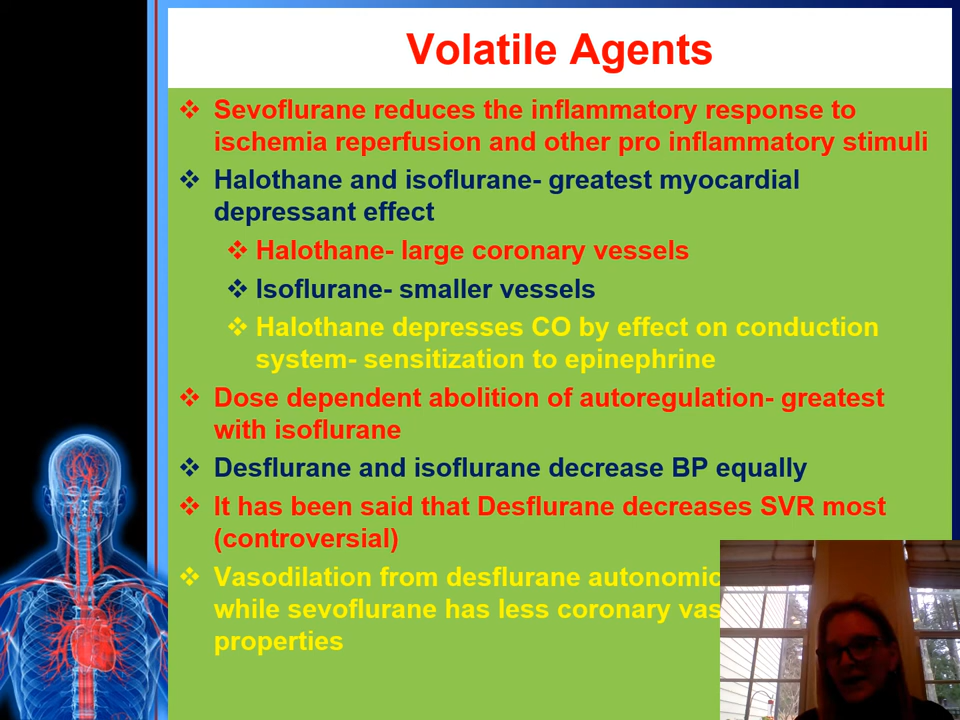 Volatile Agents
Sevoflurane reduces the inflammatory response to
ischemia reperfusion and other pro inflammatory stimuli
Halothane and isoflurane- greatest myocardial
depressant effect
Halothane- large coronary vessels
Isoflurane- smaller vessels
Halothane depresses CO by effect on conduction
system- sensitization to epinephrine
Dose dependent abolition of autoregulation- greatest
with isoflurane
Desflurane and isoflurane decrease BP equally
It has been said that Desflurane decreases SVR most
(controversial)
Vasodilation from desflurane autonomic
while sevoflurane has less coronary
properties